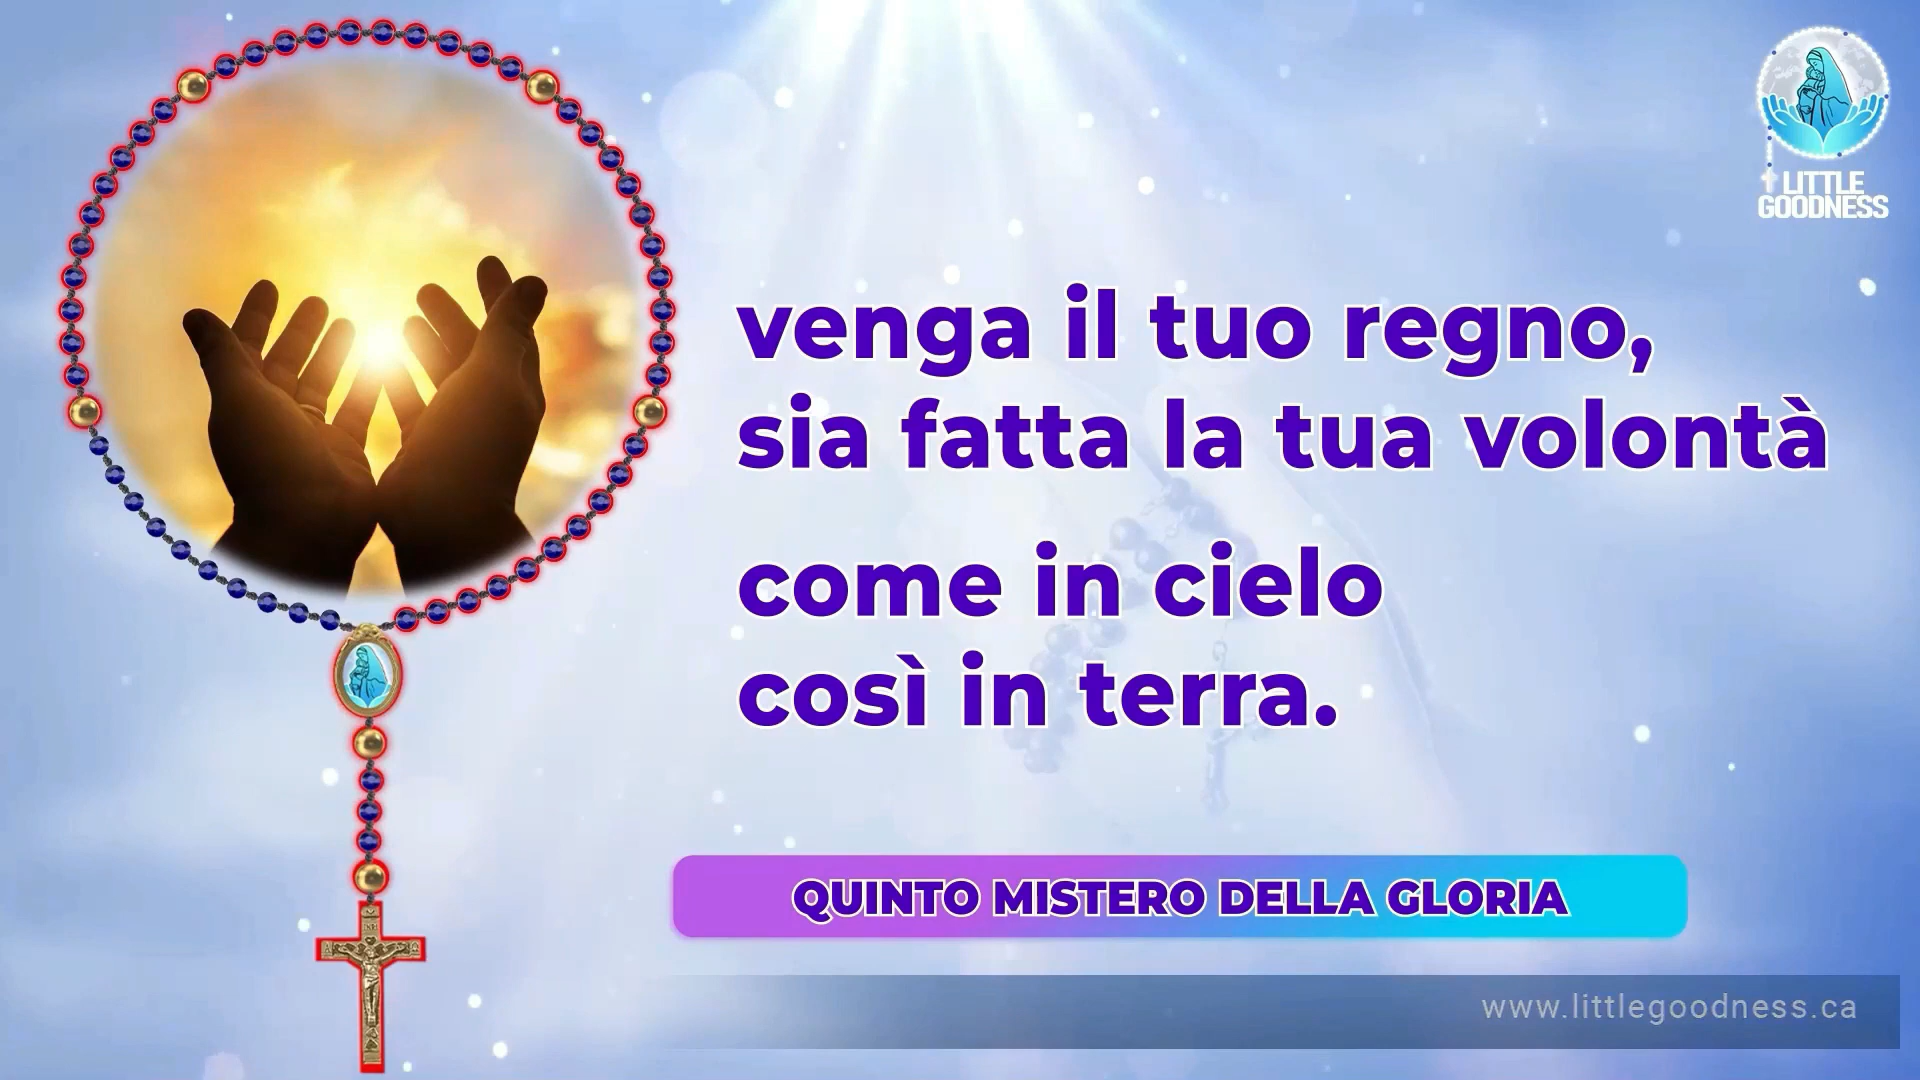 LITTLE
GOODNESS
venga il tuo regno,
sia fatta la tua volontà
come in cielo
così in terra.
QUINTO MISTERO DELLA GLORIA
www.littlegoodness.ca